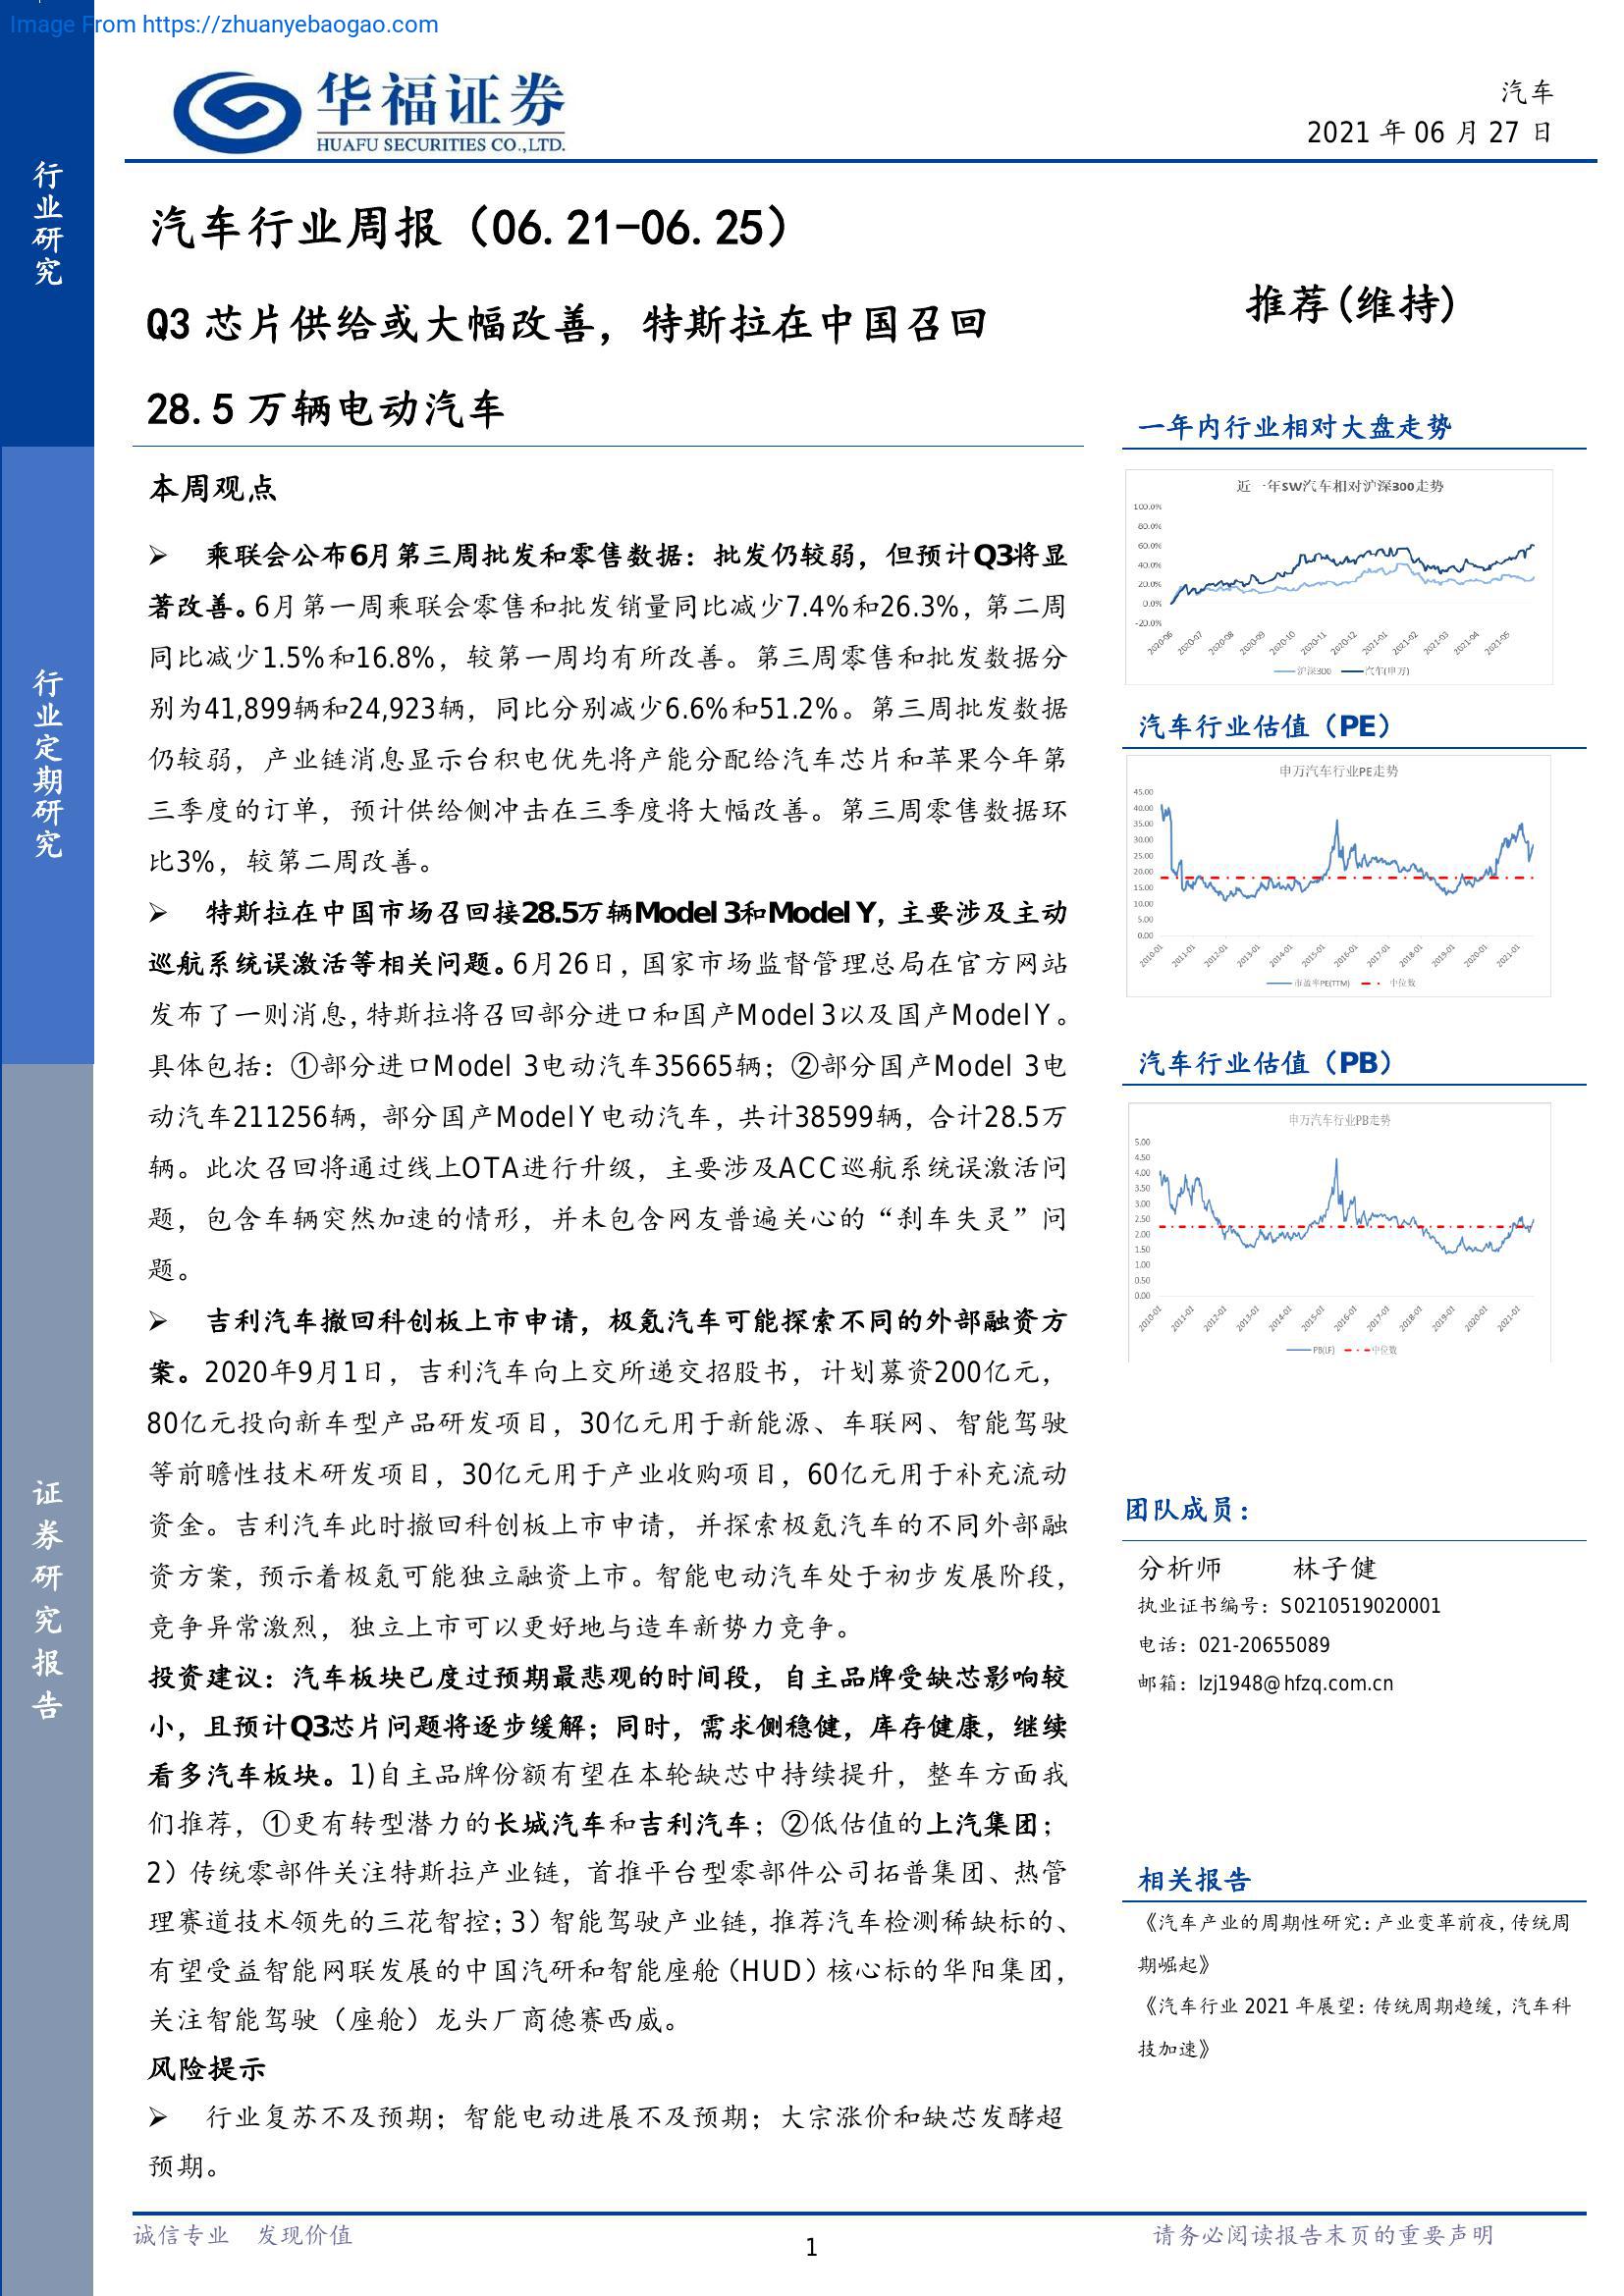 Image From https://zhuanyebaogao.com
华福证券
HUAFU SECURITIES CO.,LTD.
汽车
2021 年 06 月 27 日
行业研究
行业定期研究
证券研究报告
汽车行业周报（06.21-06.25）
Q3 芯片供给或大幅改善，特斯拉在中国召回
28.5 万辆电动汽车
本周观点
➢ 乘联会公布6月第三周批发和零售数据：批发仍较弱，但预计Q3将显
著改善。6月第一周乘联会零售和批发销量同比减少7.4%和26.3%，第二周
同比减少1.5%和16.8%，较第一周均有所改善。第三周零售和批发数据分
别为41,899辆和24,923辆，同比分别减少6.6%和51.2%。第三周批发数据
仍较弱，产业链消息显示台积电优先将产能分配给汽车芯片和苹果今年第
三季度的订单，预计供给侧冲击在三季度将大幅改善。第三周零售数据环
比3%，较第二周改善。
➢ 特斯拉在中国市场召回接28.5万辆Model 3和Model Y，主要涉及主动
巡航系统误激活等相关问题。6月26日，国家市场监督管理总局在官方网站
发布了一则消息，特斯拉将召回部分进口和国产Model 3以及国产Model Y。
具体包括：①部分进口Model 3电动汽车35665辆；②部分国产Model 3电
动汽车211256辆，部分国产Model Y电动汽车，共计38599辆，合计28.5万
辆。此次召回将通过线上OTA进行升级，主要涉及ACC巡航系统误激活问
题，包含车辆突然加速的情形，并未包含网友普遍关心的“刹车失灵”问
题。
➢ 吉利汽车撤回科创板上市申请，极氪汽车可能探索不同的外部融资方
案。2020年9月1日，吉利汽车向上交所递交招股书，计划募资200亿元，
80亿元投向新车型产品研发项目，30亿元用于新能源、车联网、智能驾驶
等前瞻性技术研发项目，30亿元用于产业收购项目，60亿元用于补充流动
资金。吉利汽车此时撤回科创板上市申请，并探索极氪汽车的不同外部融
资方案，预示着极氪可能独立融资上市。智能电动汽车处于初步发展阶段，
竞争异常激烈，独立上市可以更好地与造车新势力竞争。
投资建议：汽车板块已度过预期最悲观的时间段，自主品牌受缺芯影响较
小，且预计Q3芯片问题将逐步缓解；同时，需求侧稳健，库存健康，继续
看多汽车板块。1)自主品牌份额有望在本轮缺芯中持续提升，整车方面我
们推荐，①更有转型潜力的长城汽车和吉利汽车；②低估值的上汽集团；
2）传统零部件关注特斯拉产业链，首推平台型零部件公司拓普集团、热管
理赛道技术领先的三花智控；3）智能驾驶产业链，推荐汽车检测稀缺标的、
有望受益智能网联发展的中国汽研和智能座舱（HUD）核心标的华阳集团，
关注智能驾驶（座舱）龙头厂商德赛西威。
风险提示
➢ 行业复苏不及预期；智能电动进展不及预期；大宗涨价和缺芯发酵超
预期。
推荐(维持)
一年内行业相对大盘走势
近一年SW汽车相对沪深300走势
100.0%
80.0%
60.0%
40.0%
20.0%
0.0%
-20.0%
2020-06 2020-07 2020-08 2020-09 2020-10 2020-11 2020-12 2021-01 2021-02 2021-03 2021-04 2021-05
沪深300 汽车(申万)
汽车行业估值（PE）
申万汽车行业PE走势
45.00
40.00
35.00
30.00
25.00
20.00
15.00
10.00
5.00
0.00
2010-01 2011-01 2012-01 2013-01 2014-01 2015-01 2016-01 2017-01 2018-01 2019-01 2020-01 2021-01
市盈率PE(TTM) 中位数
汽车行业估值（PB）
申万汽车行业PB走势
5.00
4.50
4.00
3.50
3.00
2.50
2.00
1.50
1.00
0.50
0.00
2010-01 2011-01 2012-01 2013-01 2014-01 2015-01 2016-01 2017-01 2018-01 2019-01 2020-01 2021-01
PB(LF) 中位数
团队成员：
分析师 林子健
执业证书编号：S0210519020001
电话：021-20655089
邮箱：lzj1948@hfzq.com.cn
相关报告
《汽车产业的周期性研究：产业变革前夜，传统周
期崛起》
《汽车行业 2021 年展望：传统周期趋缓，汽车科
技加速》
诚信专业 发现价值
1
请务必阅读报告末页的重要声明